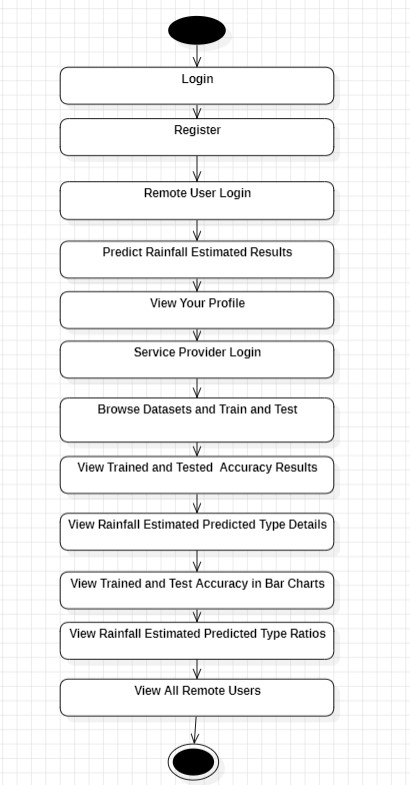 Login
Register
Remote User Login
Predict Rainfall Estimated Results
View Your Profile
Service Provider Login
Browse Datasets and Train and Test
View Trained and Tested  Accuracy Results
View Rainfall Estimated Predicted Type Details
View Trained and Test Accuracy in Bar Charts
View Rainfall Estimated Predicted Type Ratios
View All Remote Users